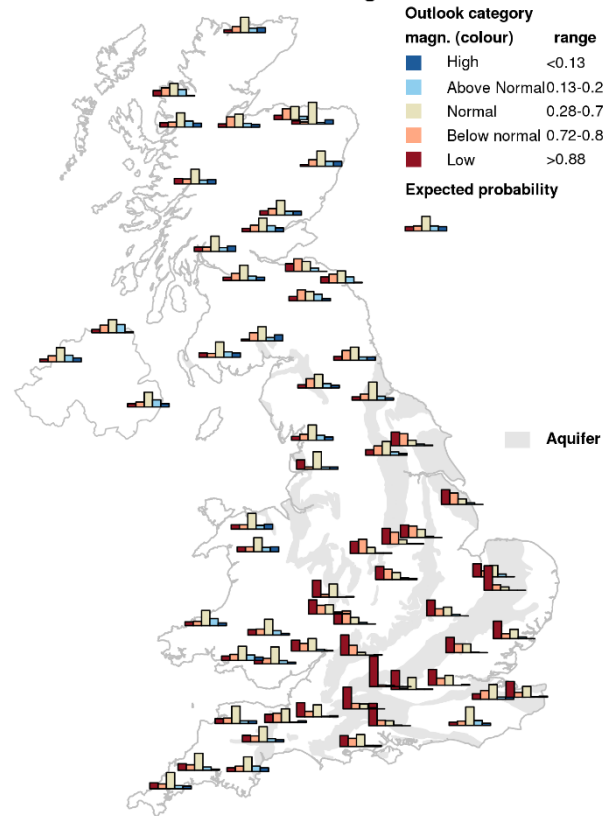 Outlook category
magn. (colour) range
High <0.13
Above Normal 0.13-0.2
Normal 0.28-0.7
Below normal 0.72-0.8
Low >0.88
Expected probability
Aquifer